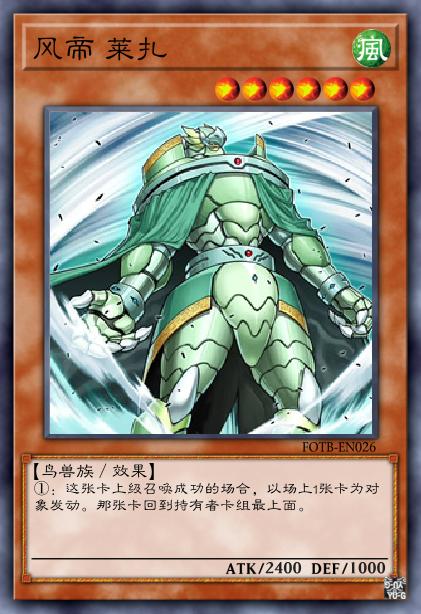 风帝 莱扎
風
FOTB-EN026
【鸟兽族／效果】
①：这张卡上级召唤成功的场合，以场上1张卡为对
象发动。那张卡回到持有者卡组最上面。
ATK/2400 DEF/1000